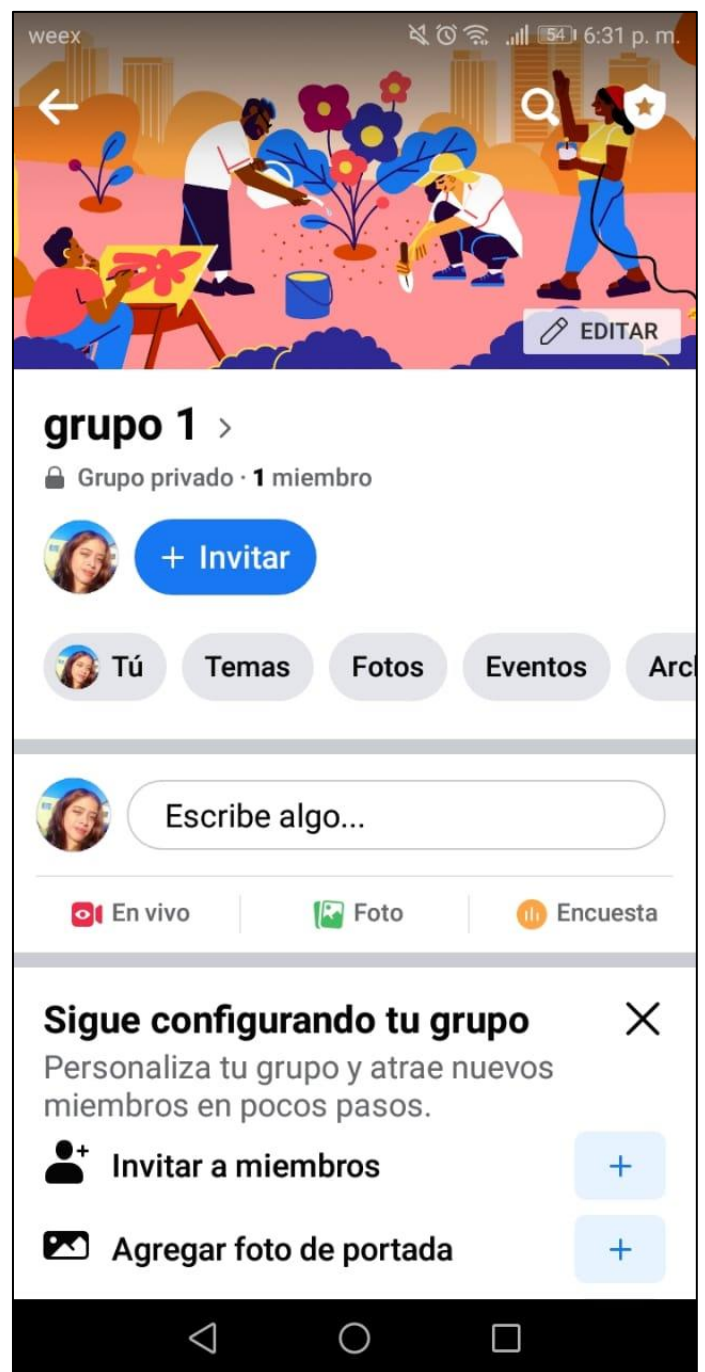 weex 54 6:31 p. m.
EDITAR
grupo 1 >
Grupo privado · 1 miembro
+ Invitar
Tú Temas Fotos Eventos Arc
Escribe algo...
En vivo Foto Encuesta
Sigue configurando tu grupo
Personaliza tu grupo y atrae nuevos
miembros en pocos pasos.
Invitar a miembros +
Agregar foto de portada +